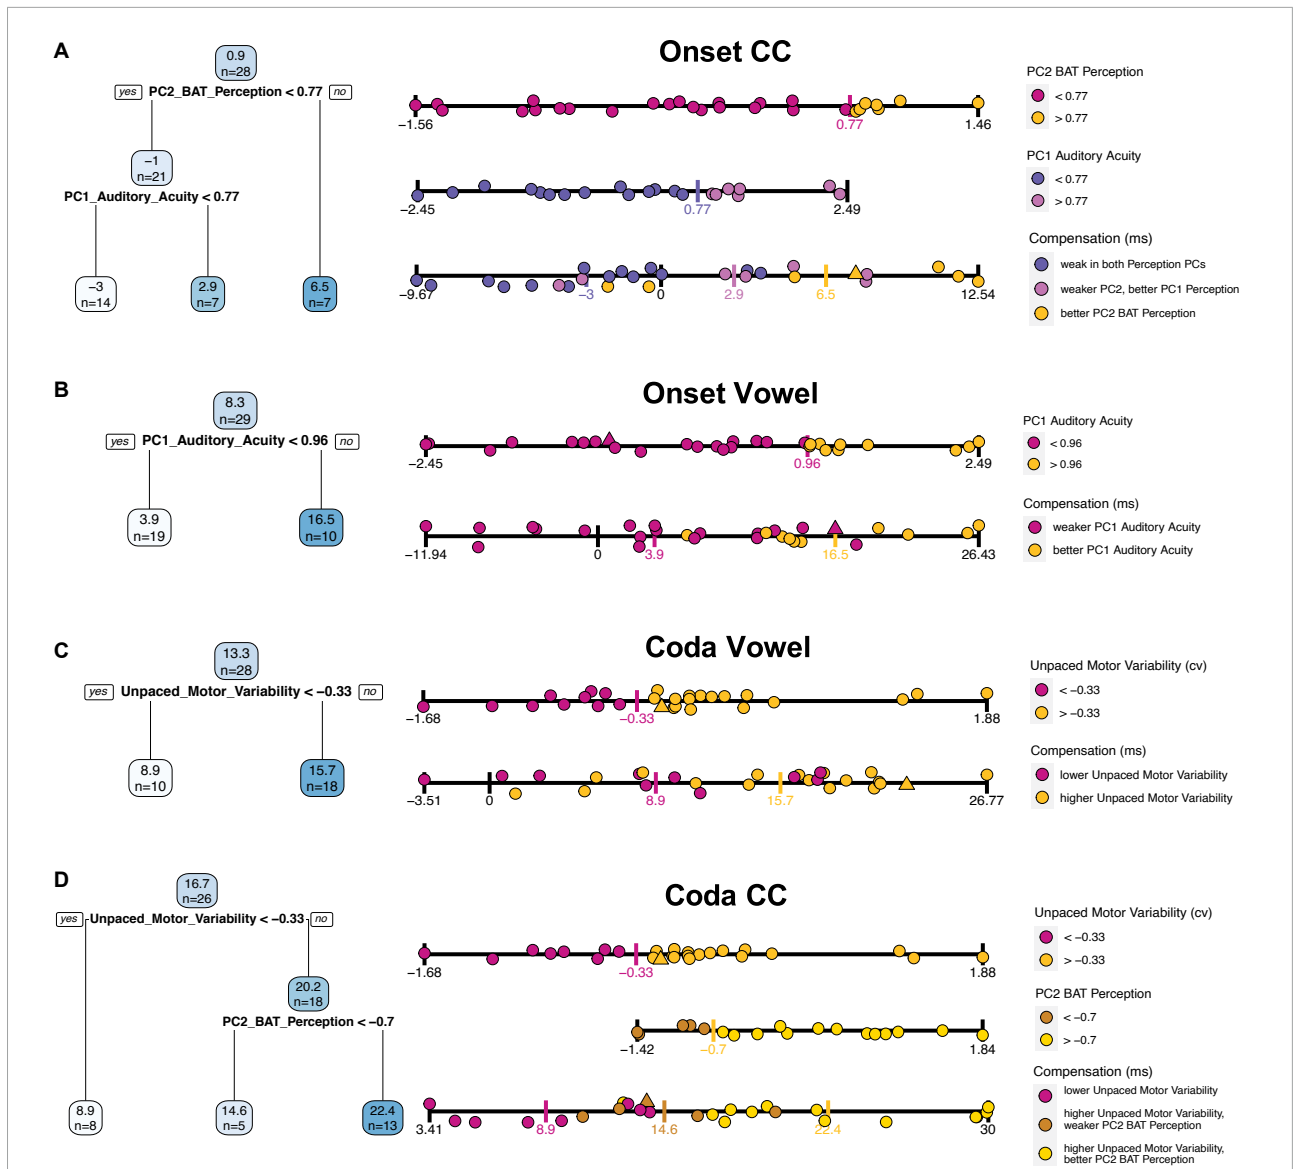 A
Onset CC
0.9
n=28
yes PC2_BAT_Perception < 0.77 no
−1
n=21
PC1_Auditory_Acuity < 0.77
−3
n=14
2.9
n=7
6.5
n=7
−1.56 0.77 1.46
−2.45 0.77 2.49
−9.67 −3 0 2.9 6.5 12.54
PC2 BAT Perception
< 0.77
> 0.77
PC1 Auditory Acuity
< 0.77
> 0.77
Compensation (ms)
weak in both Perception PCs
weaker PC2, better PC1 Perception
better PC2 BAT Perception
B
Onset Vowel
8.3
n=29
yes PC1_Auditory_Acuity < 0.96 no
3.9
n=19
16.5
n=10
−2.45 0.96 2.49
−11.94 0 3.9 16.5 26.43
PC1 Auditory Acuity
< 0.96
> 0.96
Compensation (ms)
weaker PC1 Auditory Acuity
better PC1 Auditory Acuity
C
Coda Vowel
13.3
n=28
yes Unpaced_Motor_Variability < −0.33 no
8.9
n=10
15.7
n=18
−1.68 −0.33 1.88
−3.51 0 8.9 15.7 26.77
Unpaced Motor Variability (cv)
< −0.33
> −0.33
Compensation (ms)
lower Unpaced Motor Variability
higher Unpaced Motor Variability
D
Coda CC
16.7
n=26
yes Unpaced_Motor_Variability < −0.33 no
20.2
n=18
PC2_BAT_Perception < −0.7
8.9
n=8
14.6
n=5
22.4
n=13
−1.68 −0.33 1.88
−1.42 −0.7 1.84
3.41 8.9 14.6 22.4 30
Unpaced Motor Variability (cv)
< −0.33
> −0.33
PC2 BAT Perception
< −0.7
> −0.7
Compensation (ms)
lower Unpaced Motor Variability
higher Unpaced Motor Variability,
weaker PC2 BAT Perception
higher Unpaced Motor Variability,
better PC2 BAT Perception